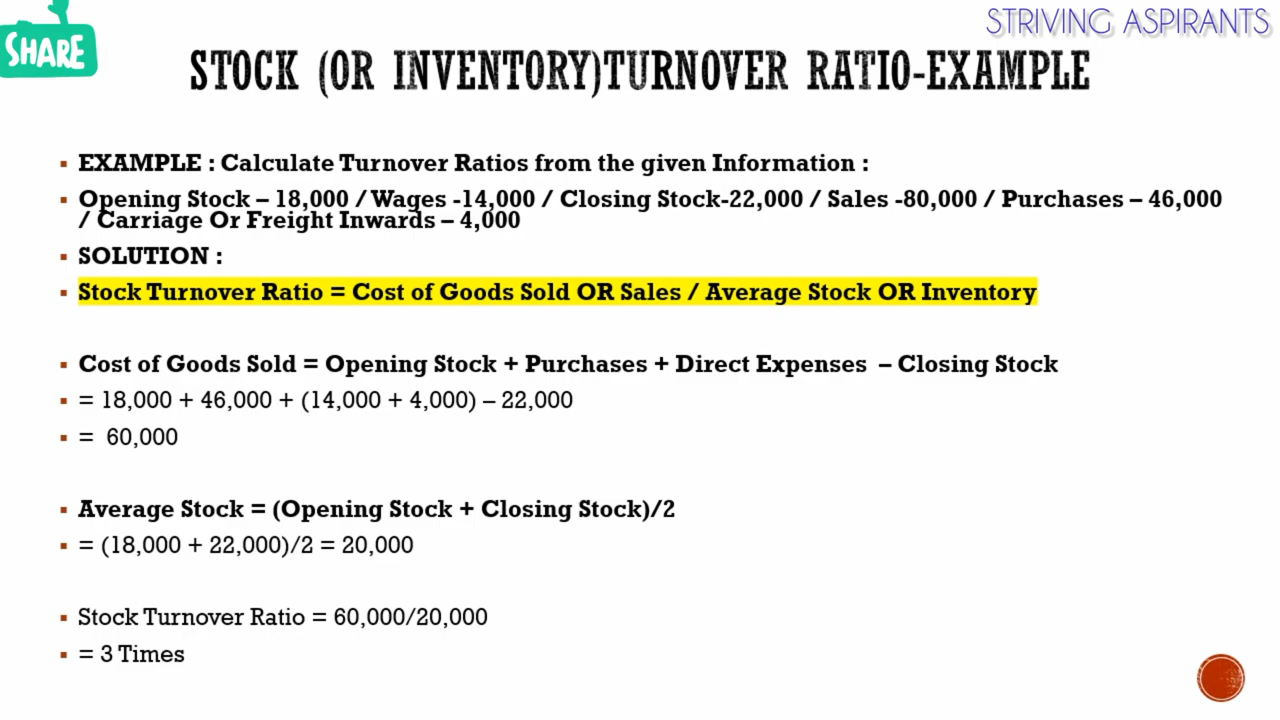 SHARE
STRIVING ASPIRANTS
STOCK (OR INVENTORY)TURNOVER RATIO-EXAMPLE
▪ EXAMPLE : Calculate Turnover Ratios from the given Information :
▪ Opening Stock – 18,000 / Wages -14,000 / Closing Stock-22,000 / Sales -80,000 / Purchases – 46,000
/ Carriage Or Freight Inwards – 4,000
▪ SOLUTION :
▪ Stock Turnover Ratio = Cost of Goods Sold OR Sales / Average Stock OR Inventory
▪ Cost of Goods Sold = Opening Stock + Purchases + Direct Expenses – Closing Stock
▪ = 18,000 + 46,000 + (14,000 + 4,000) – 22,000
▪ = 60,000
▪ Average Stock = (Opening Stock + Closing Stock)/2
▪ = (18,000 + 22,000)/2 = 20,000
▪ Stock Turnover Ratio = 60,000/20,000
▪ = 3 Times